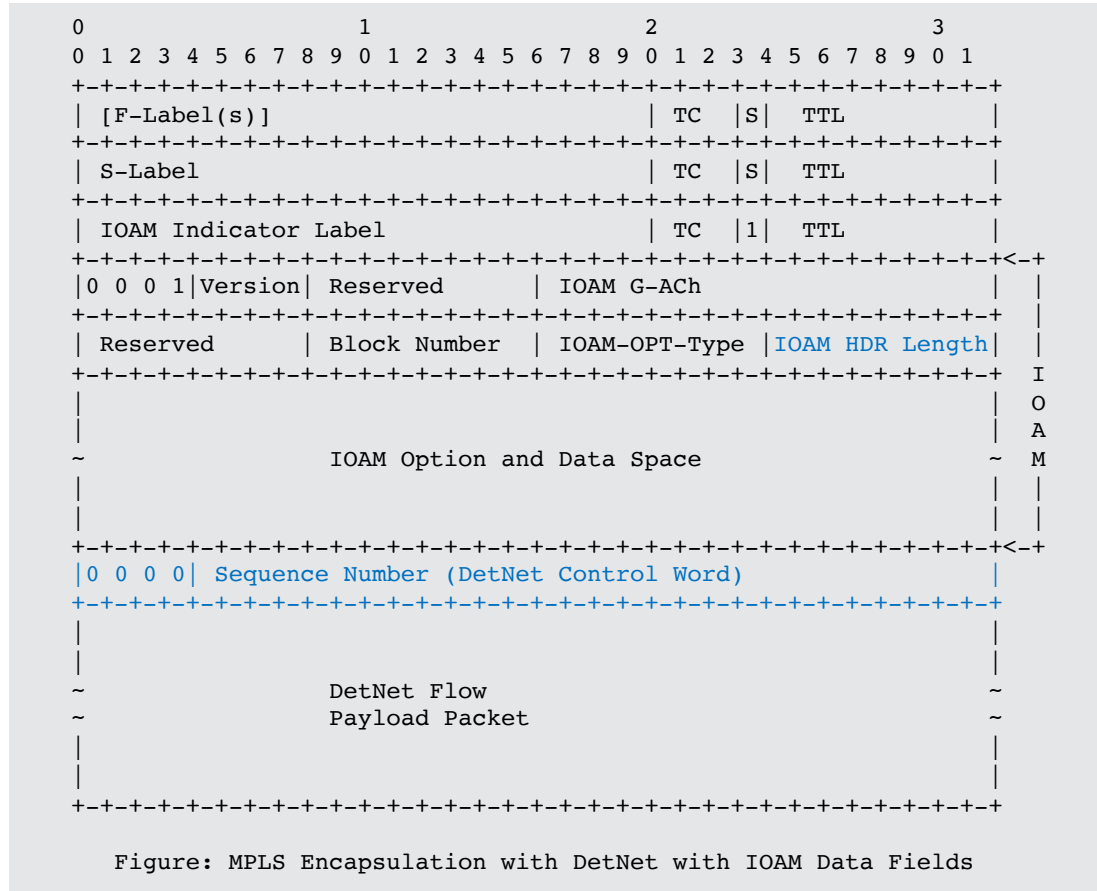 0                   1                   2                   3
0 1 2 3 4 5 6 7 8 9 0 1 2 3 4 5 6 7 8 9 0 1 2 3 4 5 6 7 8 9 0 1
+-+-+-+-+-+-+-+-+-+-+-+-+-+-+-+-+-+-+-+-+-+-+-+-+-+-+-+-+-+-+-+-+
| [F-Label(s)]                          | TC  |S|  TTL          |
+-+-+-+-+-+-+-+-+-+-+-+-+-+-+-+-+-+-+-+-+-+-+-+-+-+-+-+-+-+-+-+-+
| S-Label                               | TC  |S|  TTL          |
+-+-+-+-+-+-+-+-+-+-+-+-+-+-+-+-+-+-+-+-+-+-+-+-+-+-+-+-+-+-+-+-+
| IOAM Indicator Label                  | TC  |1|  TTL          |
+-+-+-+-+-+-+-+-+-+-+-+-+-+-+-+-+-+-+-+-+-+-+-+-+-+-+-+-+-+-+-+-+<-+
|0 0 0 1|Version| Reserved      | IOAM G-ACh                    |  |
+-+-+-+-+-+-+-+-+-+-+-+-+-+-+-+-+-+-+-+-+-+-+-+-+-+-+-+-+-+-+-+-+  |
| Reserved      | Block Number  | IOAM-OPT-Type |IOAM HDR Length|  |
+-+-+-+-+-+-+-+-+-+-+-+-+-+-+-+-+-+-+-+-+-+-+-+-+-+-+-+-+-+-+-+-+  I
|                                                               |  O
|                                                               |  A
~                 IOAM Option and Data Space                    ~  M
|                                                               |  |
|                                                               |  |
+-+-+-+-+-+-+-+-+-+-+-+-+-+-+-+-+-+-+-+-+-+-+-+-+-+-+-+-+-+-+-+-+<-+
|0 0 0 0| Sequence Number (DetNet Control Word)                 |
+-+-+-+-+-+-+-+-+-+-+-+-+-+-+-+-+-+-+-+-+-+-+-+-+-+-+-+-+-+-+-+-+
|                                                               |
|                                                               |
~                 DetNet Flow                                   ~
~                 Payload Packet                                ~
|                                                               |
|                                                               |
+-+-+-+-+-+-+-+-+-+-+-+-+-+-+-+-+-+-+-+-+-+-+-+-+-+-+-+-+-+-+-+-+
Figure: MPLS Encapsulation with DetNet with IOAM Data Fields